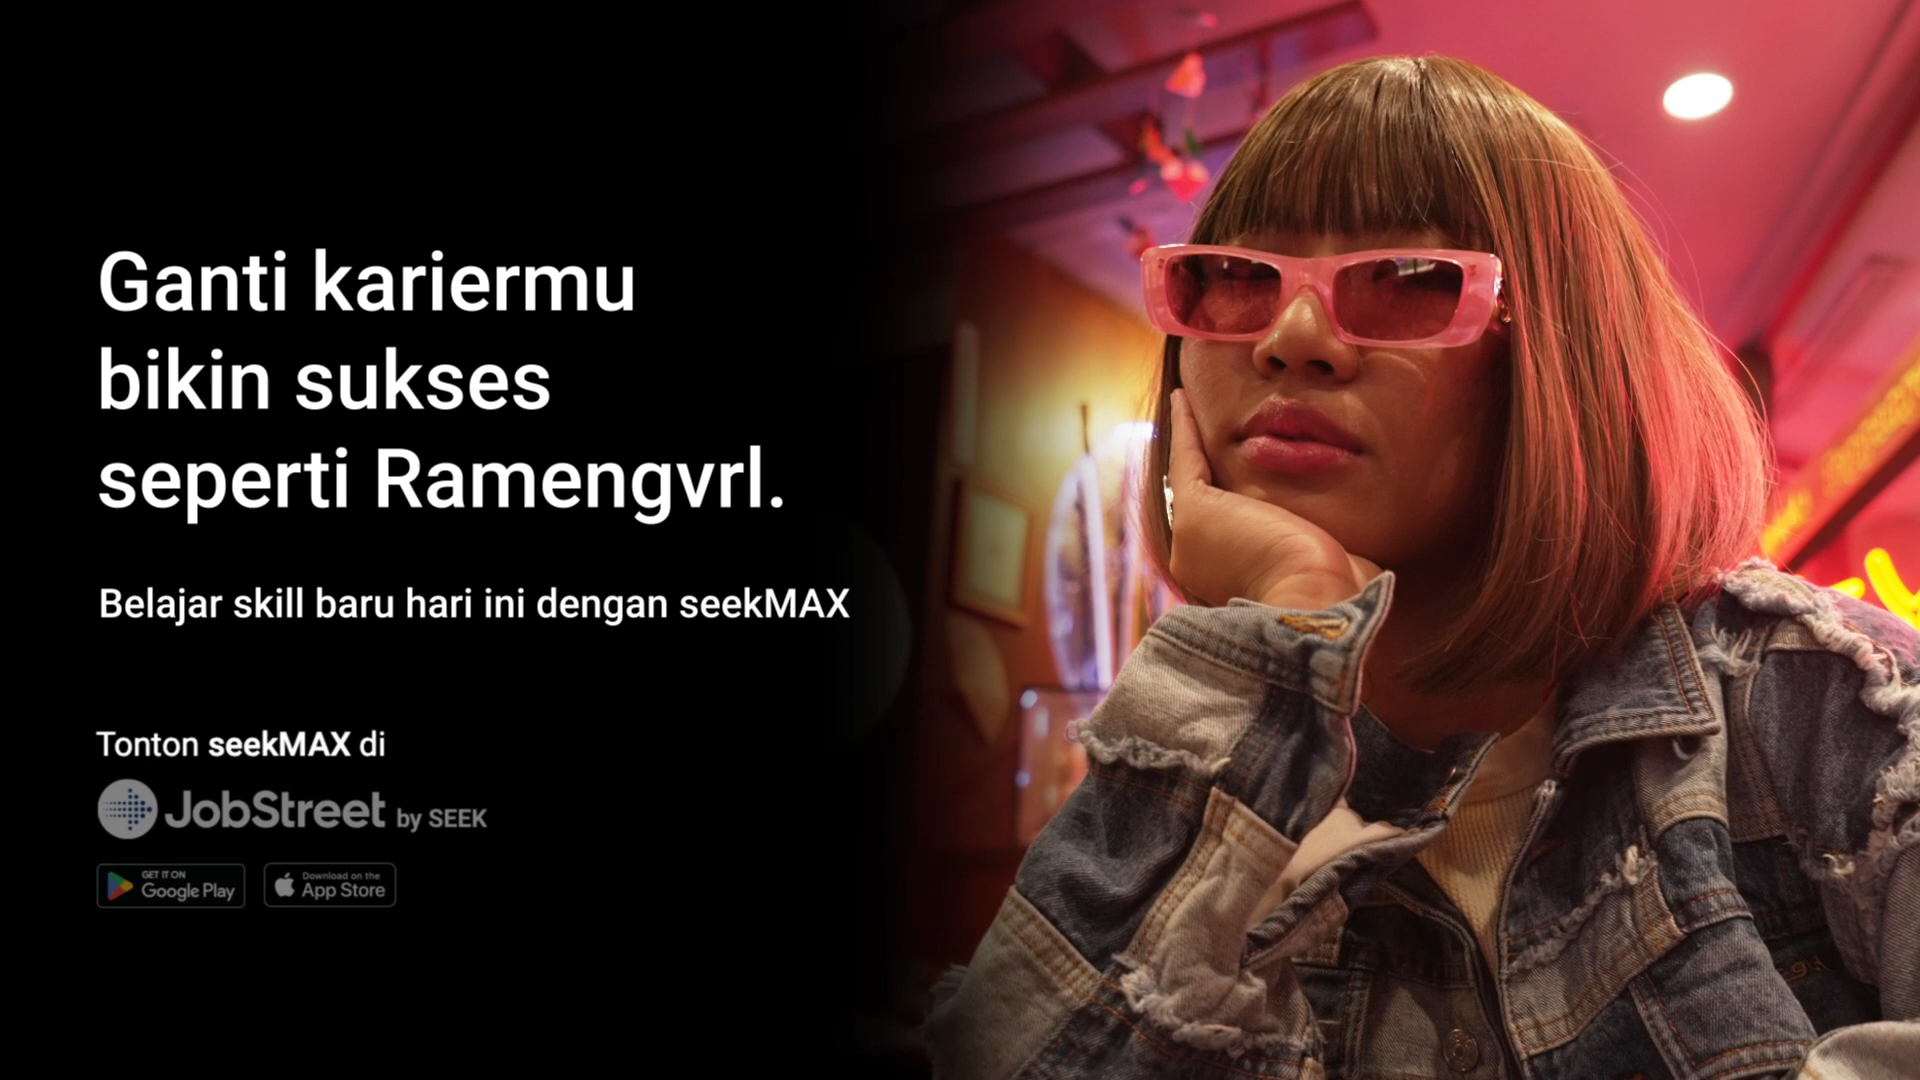 Ganti kariermu
bikin sukses
seperti Ramengvrl.
Belajar skill baru hari ini dengan seekMAX
Tonton seekMAX di
JobStreet by SEEK
GET IT ON
Google Play
Download on the
App Store